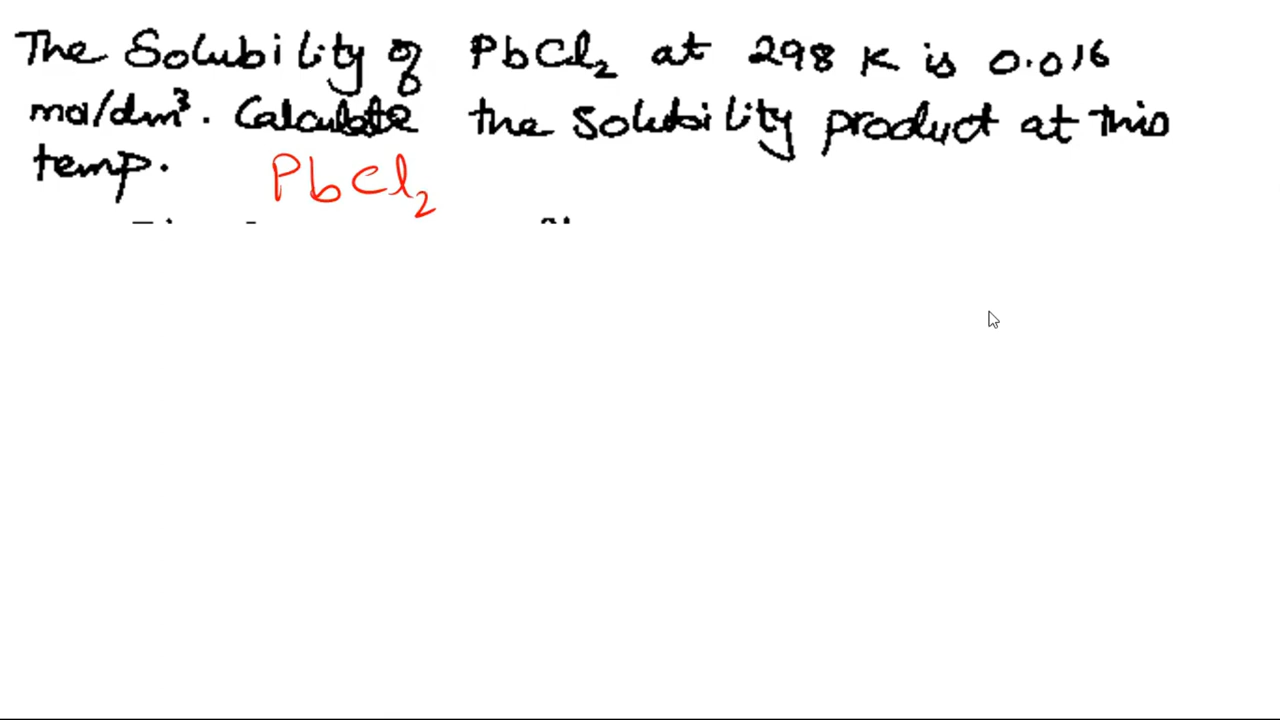 The Solubility of PbCl₂ at 298 K is 0.016
mol/dm³. Calculate the Solubility product at this
temp.
PbCl₂